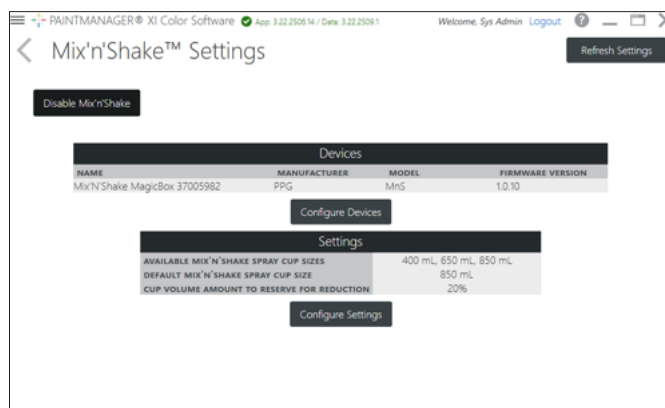 PAINTMANAGER® XI Color Software App: 3.22.2506.14 / Data: 3.22.2509.1 Welcome, Sys Admin Logout ?
Mix'n'Shake™ Settings Refresh Settings
Disable Mix'n'Shake
Devices
NAME MANUFACTURER MODEL FIRMWARE VERSION
Mix'N'Shake MagicBox 37005982 PPG MnS 1.0.10
Configure Devices
Settings
AVAILABLE MIX'N'SHAKE SPRAY CUP SIZES 400 mL, 650 mL, 850 mL
DEFAULT MIX'N'SHAKE SPRAY CUP SIZE 850 mL
CUP VOLUME AMOUNT TO RESERVE FOR REDUCTION 20%
Configure Settings